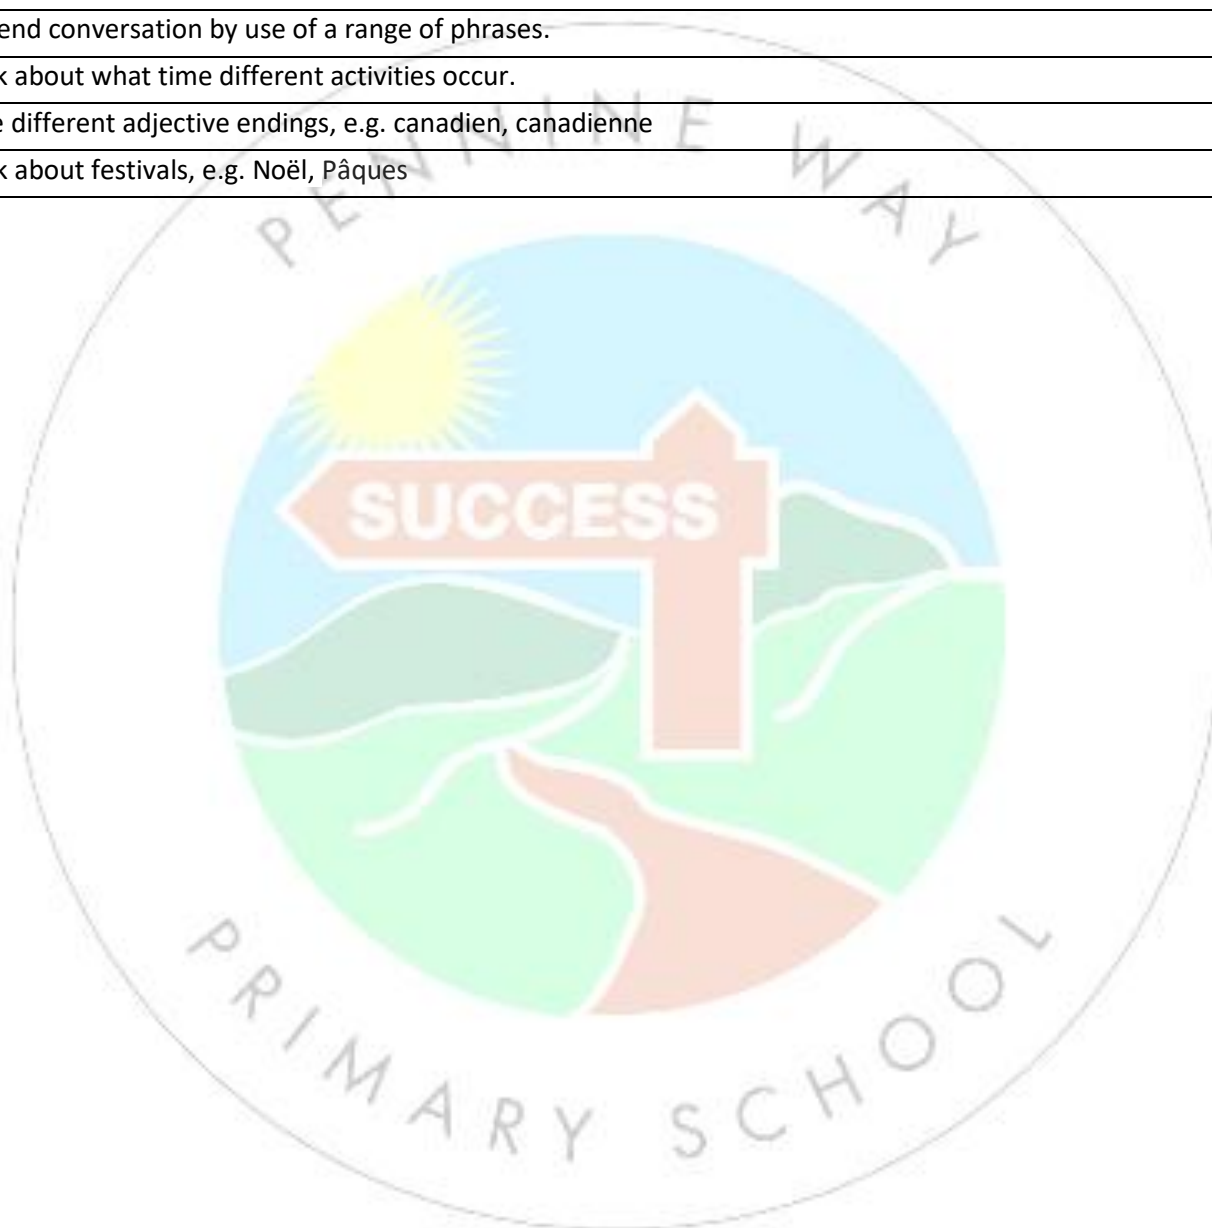 end conversation by use of a range of phrases.
k about what time different activities occur.
e different adjective endings, e.g. canadien, canadienne
k about festivals, e.g. Noël, Pâques
PENNINE WAY
SUCCESS
PRIMARY SCHOOL